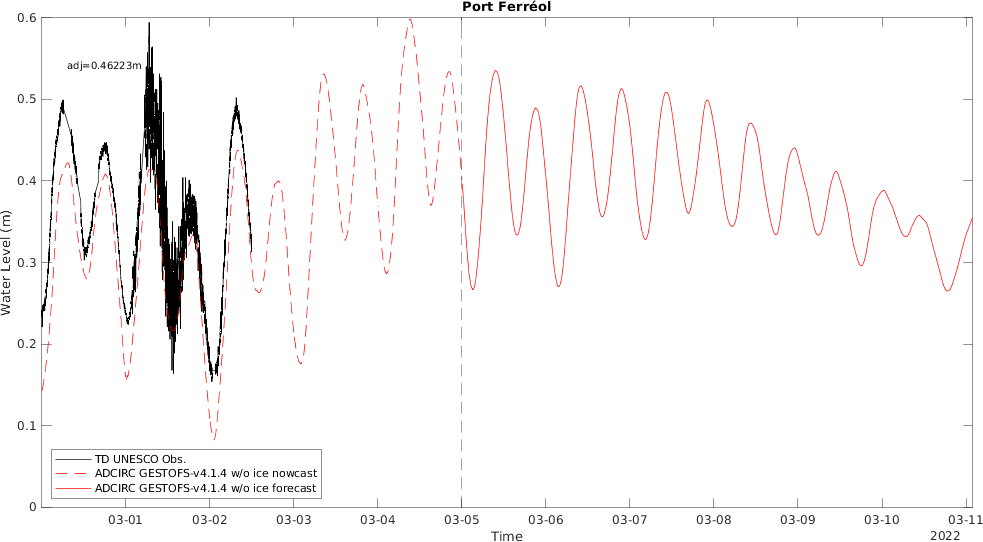 Port Ferréol
0.6
adj=0.46223m
0.5
0.4
0.3
0.2
0.1
0
Water Level (m)
TD UNESCO Obs.
ADCIRC GESTOFS-v4.1.4 w/o ice nowcast
ADCIRC GESTOFS-v4.1.4 w/o ice forecast
03-01 03-02 03-03 03-04 03-05 03-06 03-07 03-08 03-09 03-10 03-11
Time
2022